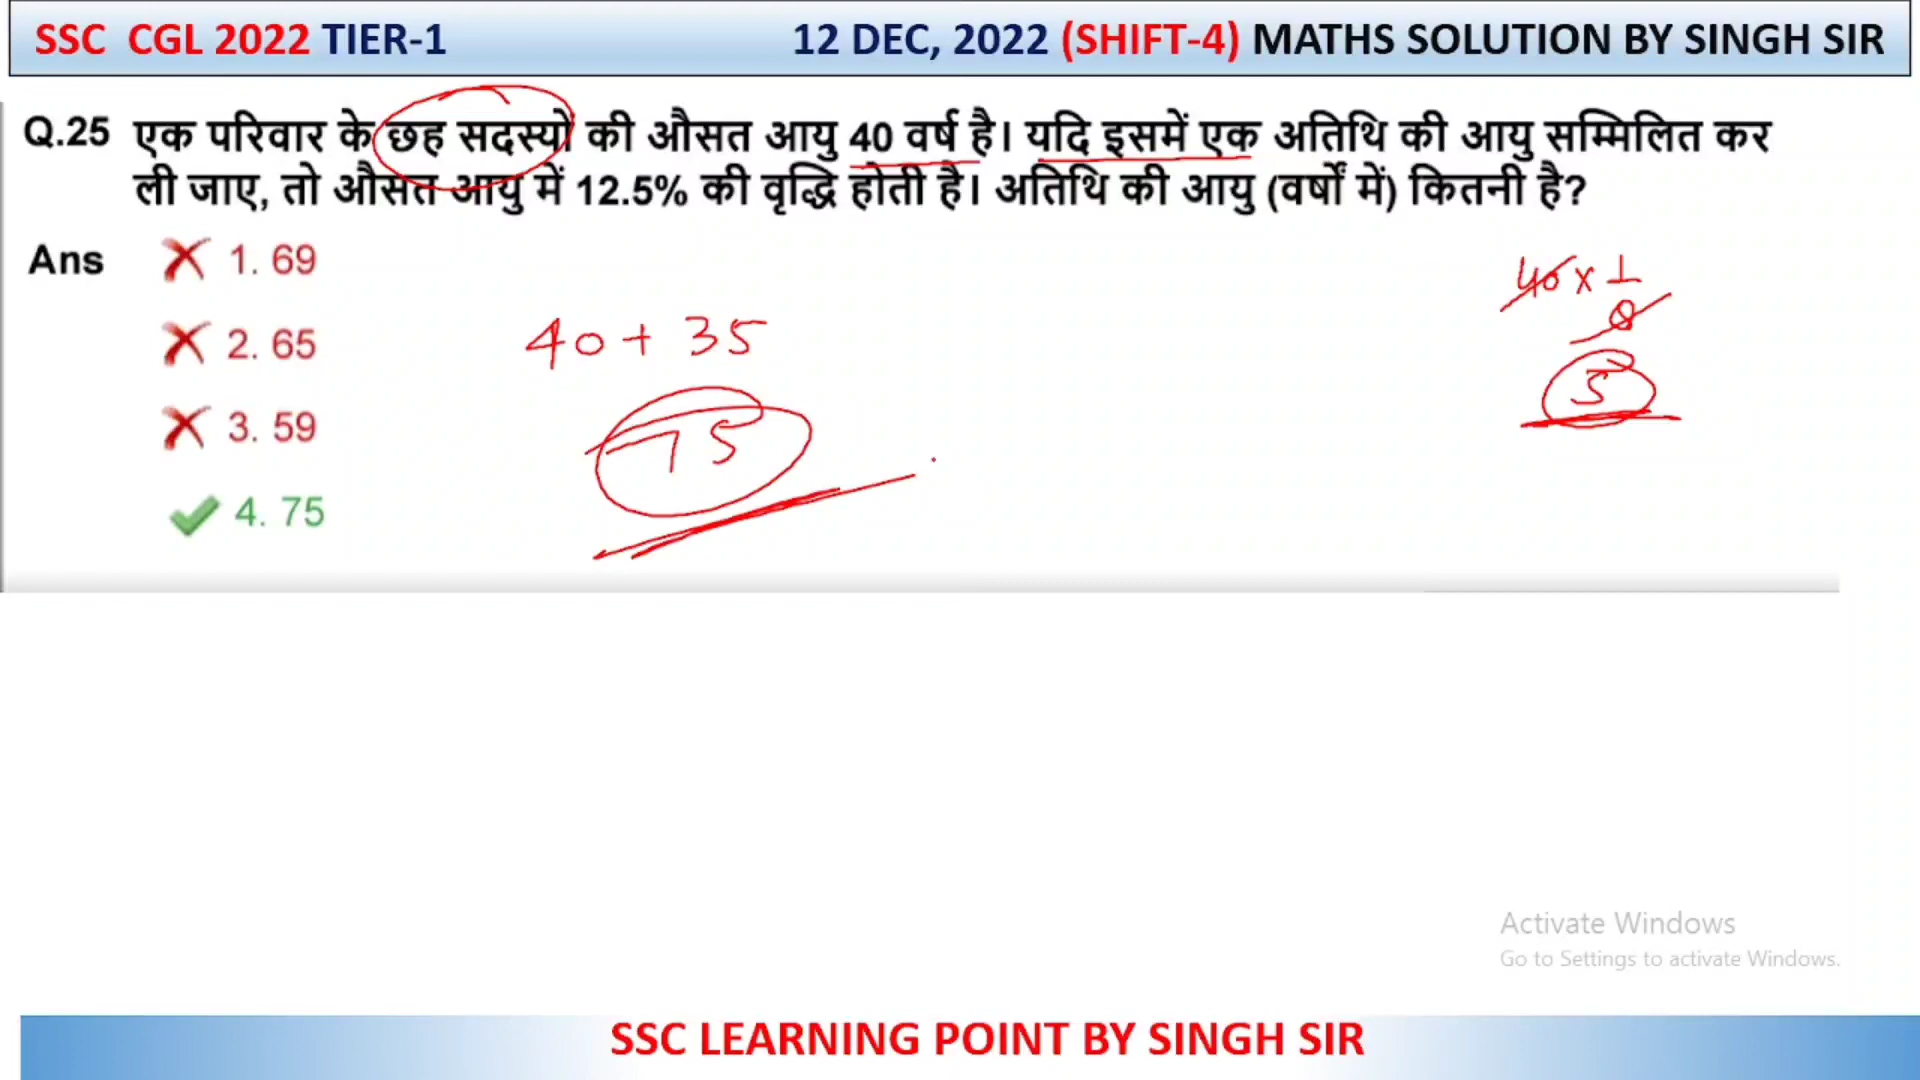 SSC CGL 2022 TIER-1 12 DEC, 2022 (SHIFT-4) MATHS SOLUTION BY SINGH SIR
Q.25 एक परिवार के छह सदस्यो की औसत आयु 40 वर्ष है। यदि इसमें एक अतिथि की आयु सम्मिलित कर
ली जाए, तो औसत आयु में 12.5% की वृद्धि होती है। अतिथि की आयु (वर्षों में) कितनी है?
Ans 1. 69
2. 65
3. 59
4. 75
40 + 35
75
40 x 1
8
5
Activate Windows
Go to Settings to activate Windows.
SSC LEARNING POINT BY SINGH SIR